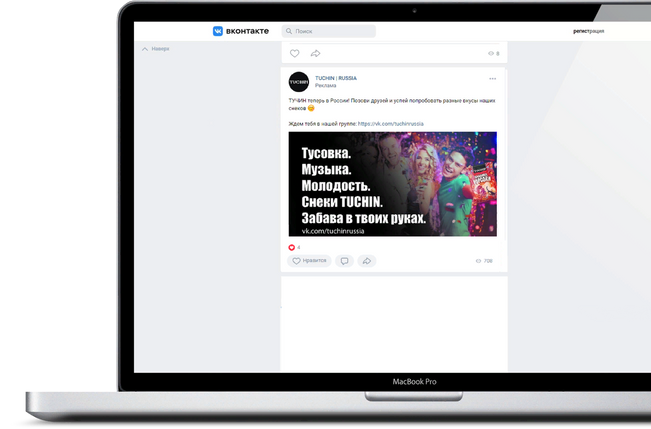 вконтакте
Поиск
регистрация
Наверх
8
TUCHIN
TUCHIN | RUSSIA
Реклама
ТУЧИН теперь в России! Позови друзей и успей попробовать разные вкусы наших
снеков
Ждем тебя в нашей группе: https://vk.com/tuchinrussia
Тусовка.
Музыка.
Молодость.
Снеки TUCHIN.
Забава в твоих руках.
vk.com/tuchinrussia
4
Нравится
788
MacBook Pro